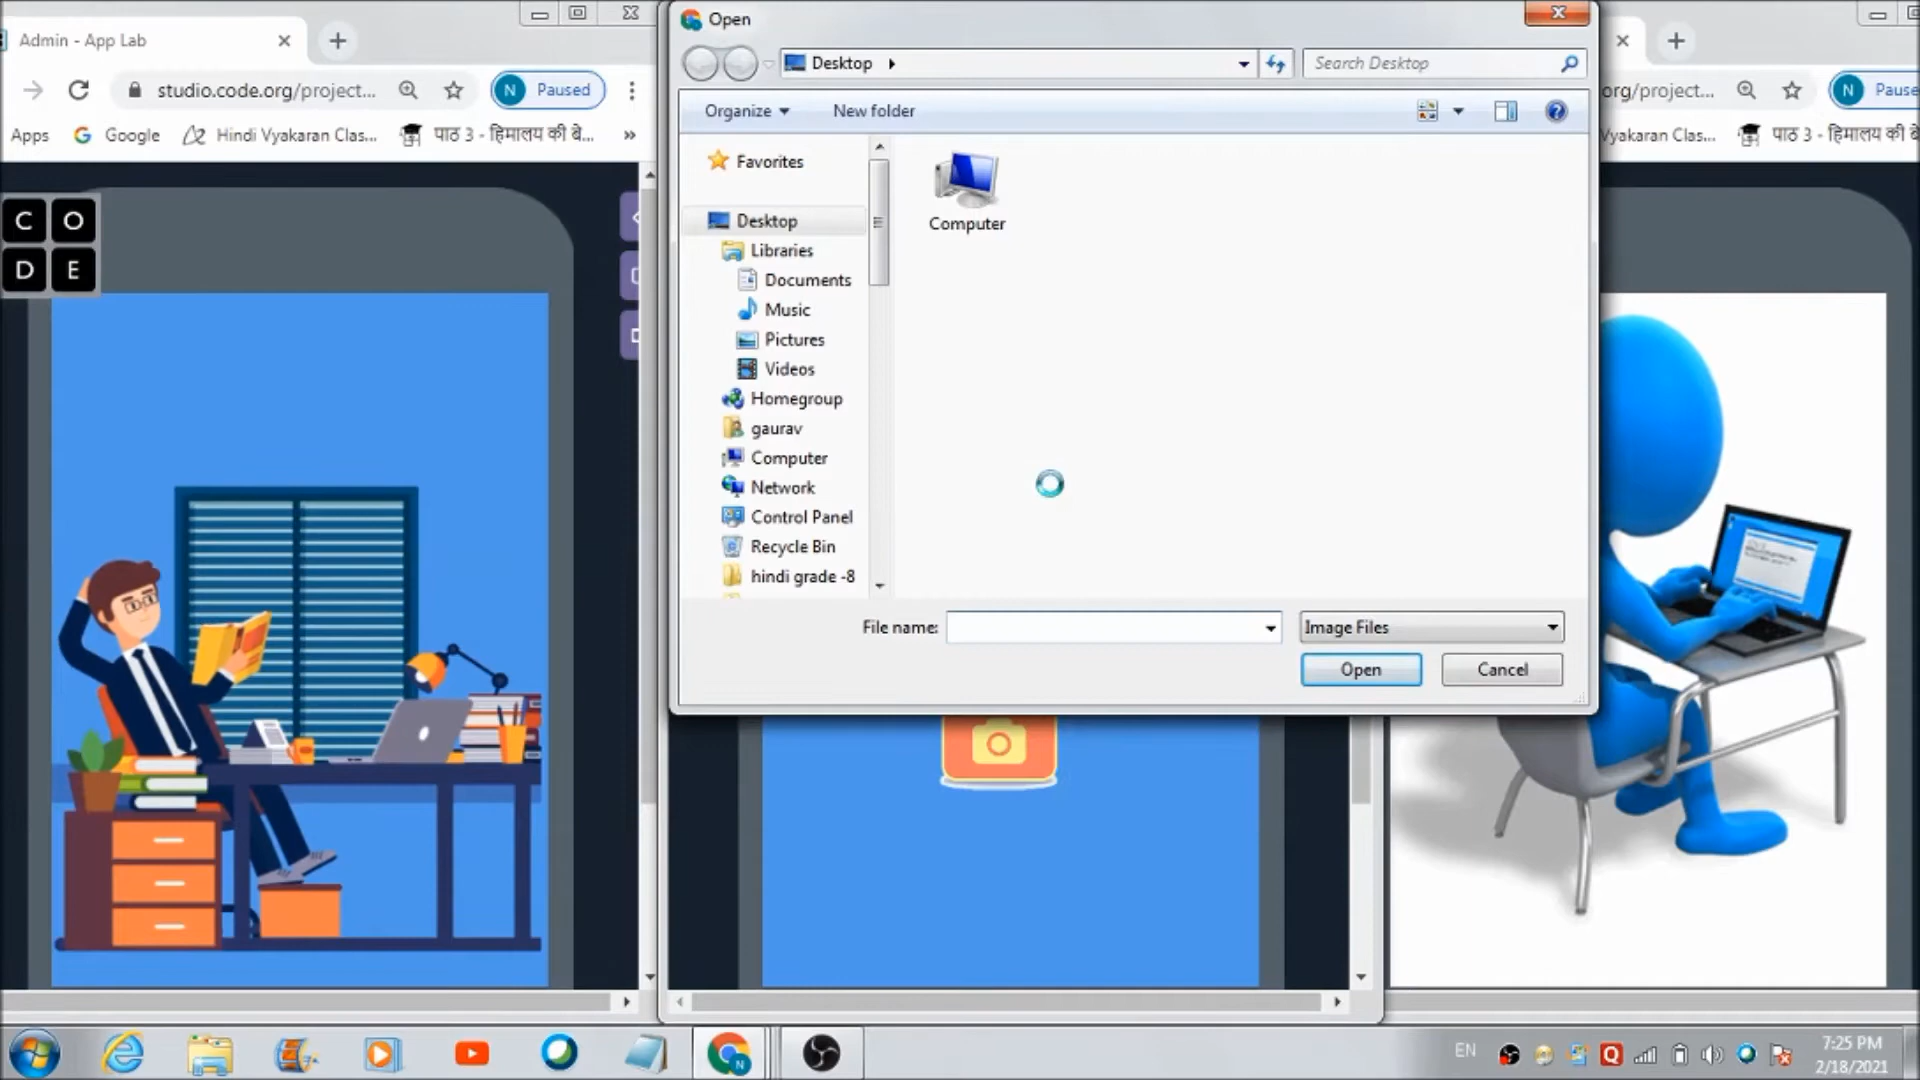 Admin - App Lab
studio.code.org/project...
N
Paused
Apps
Google
Hindi Vyakaran Clas...
पाठ 3 - हिमालय की बे...
»
C O
D E
Open
Desktop
Search Desktop
Organize
New folder
Favorites
Desktop
Libraries
Documents
Music
Pictures
Videos
Homegroup
gaurav
Computer
Network
Control Panel
Recycle Bin
hindi grade -8
Computer
File name:
Image Files
Open
Cancel
org/project...
N
Pause
Vyakaran Clas...
पाठ 3 - हिमालय की बे
EN
7:25 PM
2/18/2021